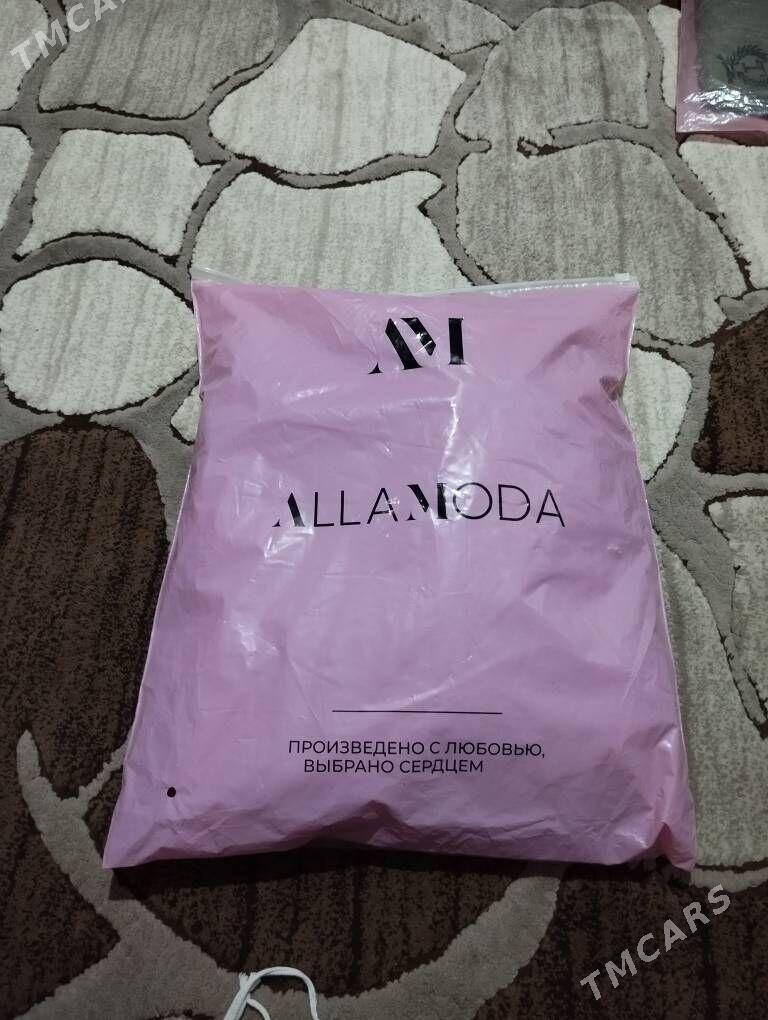 TMCARS
AM
ALLAMODA
ПРОИЗВЕДЕНО С ЛЮБОВЬЮ,
ВЫБРАНО СЕРДЦЕМ
TMCARS